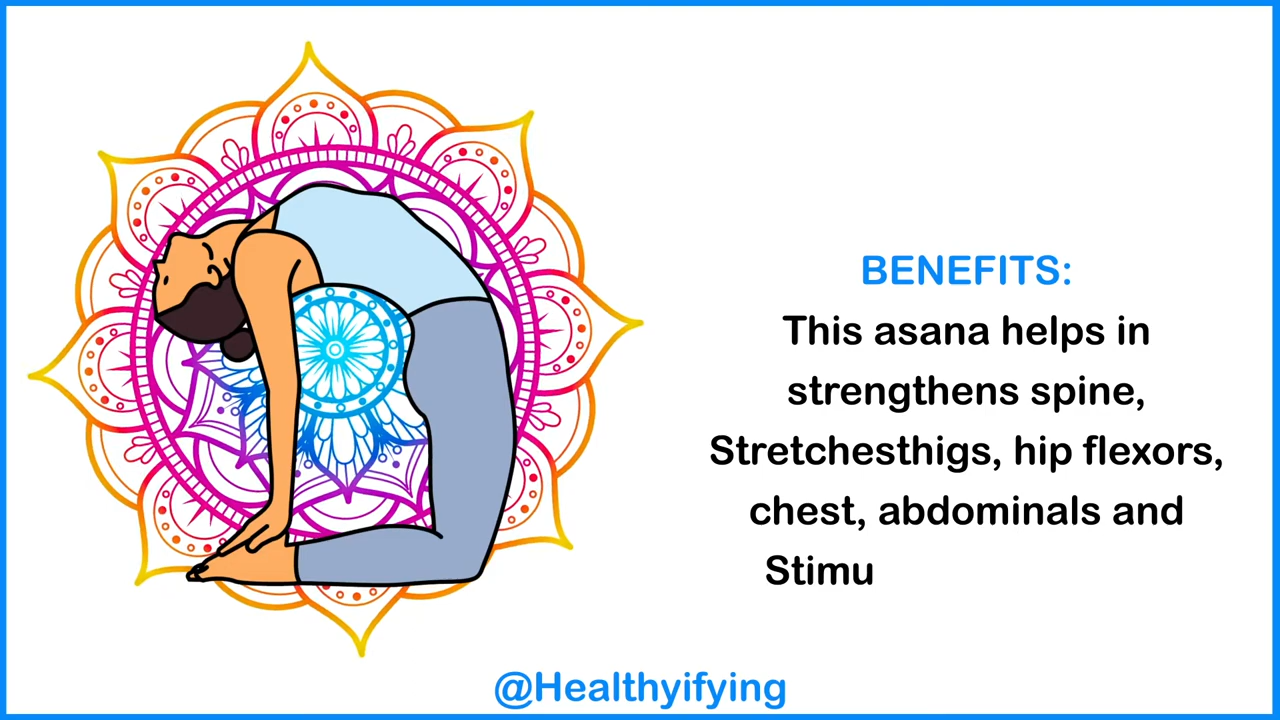 BENEFITS:
This asana helps in
strengthens spine,
Stretchesthigs, hip flexors,
chest, abdominals and
Stimu
@Healthyifying